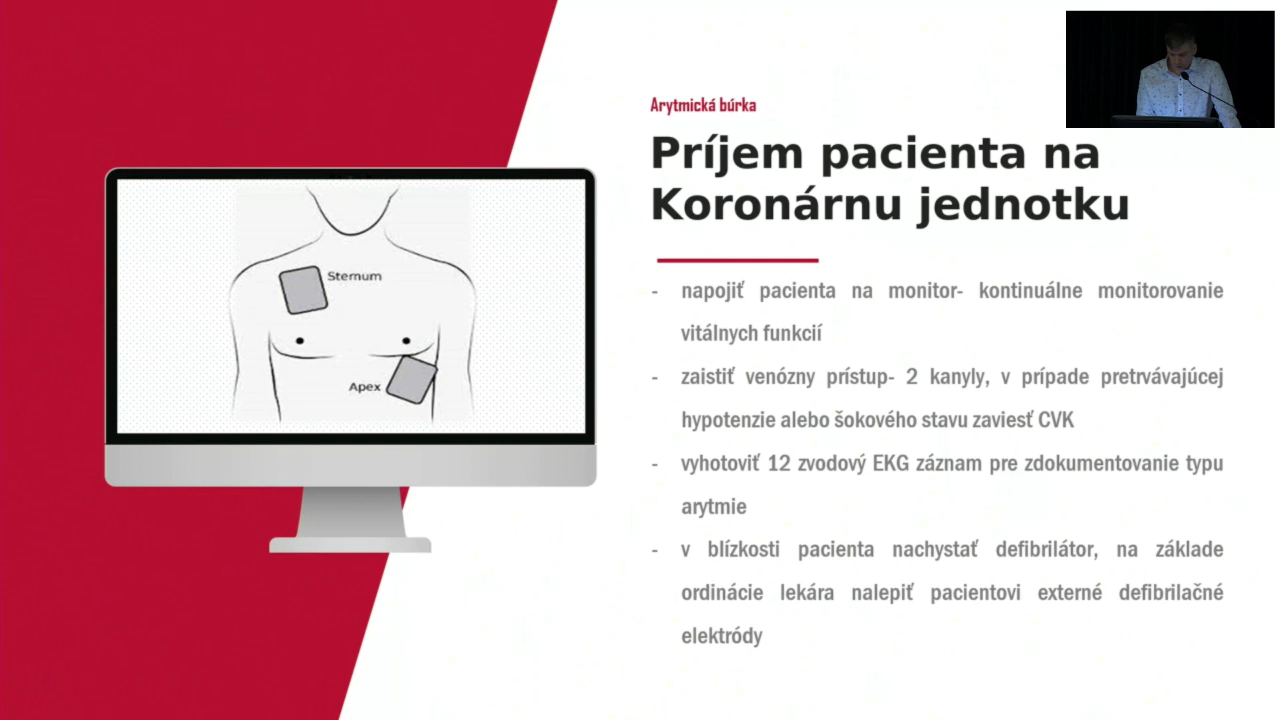 Arytmická búrka
Príjem pacienta na
Koronárnu jednotku
Sternum
Apex
- napojiť pacienta na monitor- kontinuálne monitorovanie
vitálnych funkcií
- zaistiť venózny prístup- 2 kanyly, v prípade pretrvávajúcej
hypotenzie alebo šokového stavu zaviesť CVK
- vyhotoviť 12 zvodový EKG záznam pre zdokumentovanie typu
arytmie
- v blízkosti pacienta nachystať defibrilátor, na základe
ordinácie lekára nalepiť pacientovi externé defibrilačné
elektródy